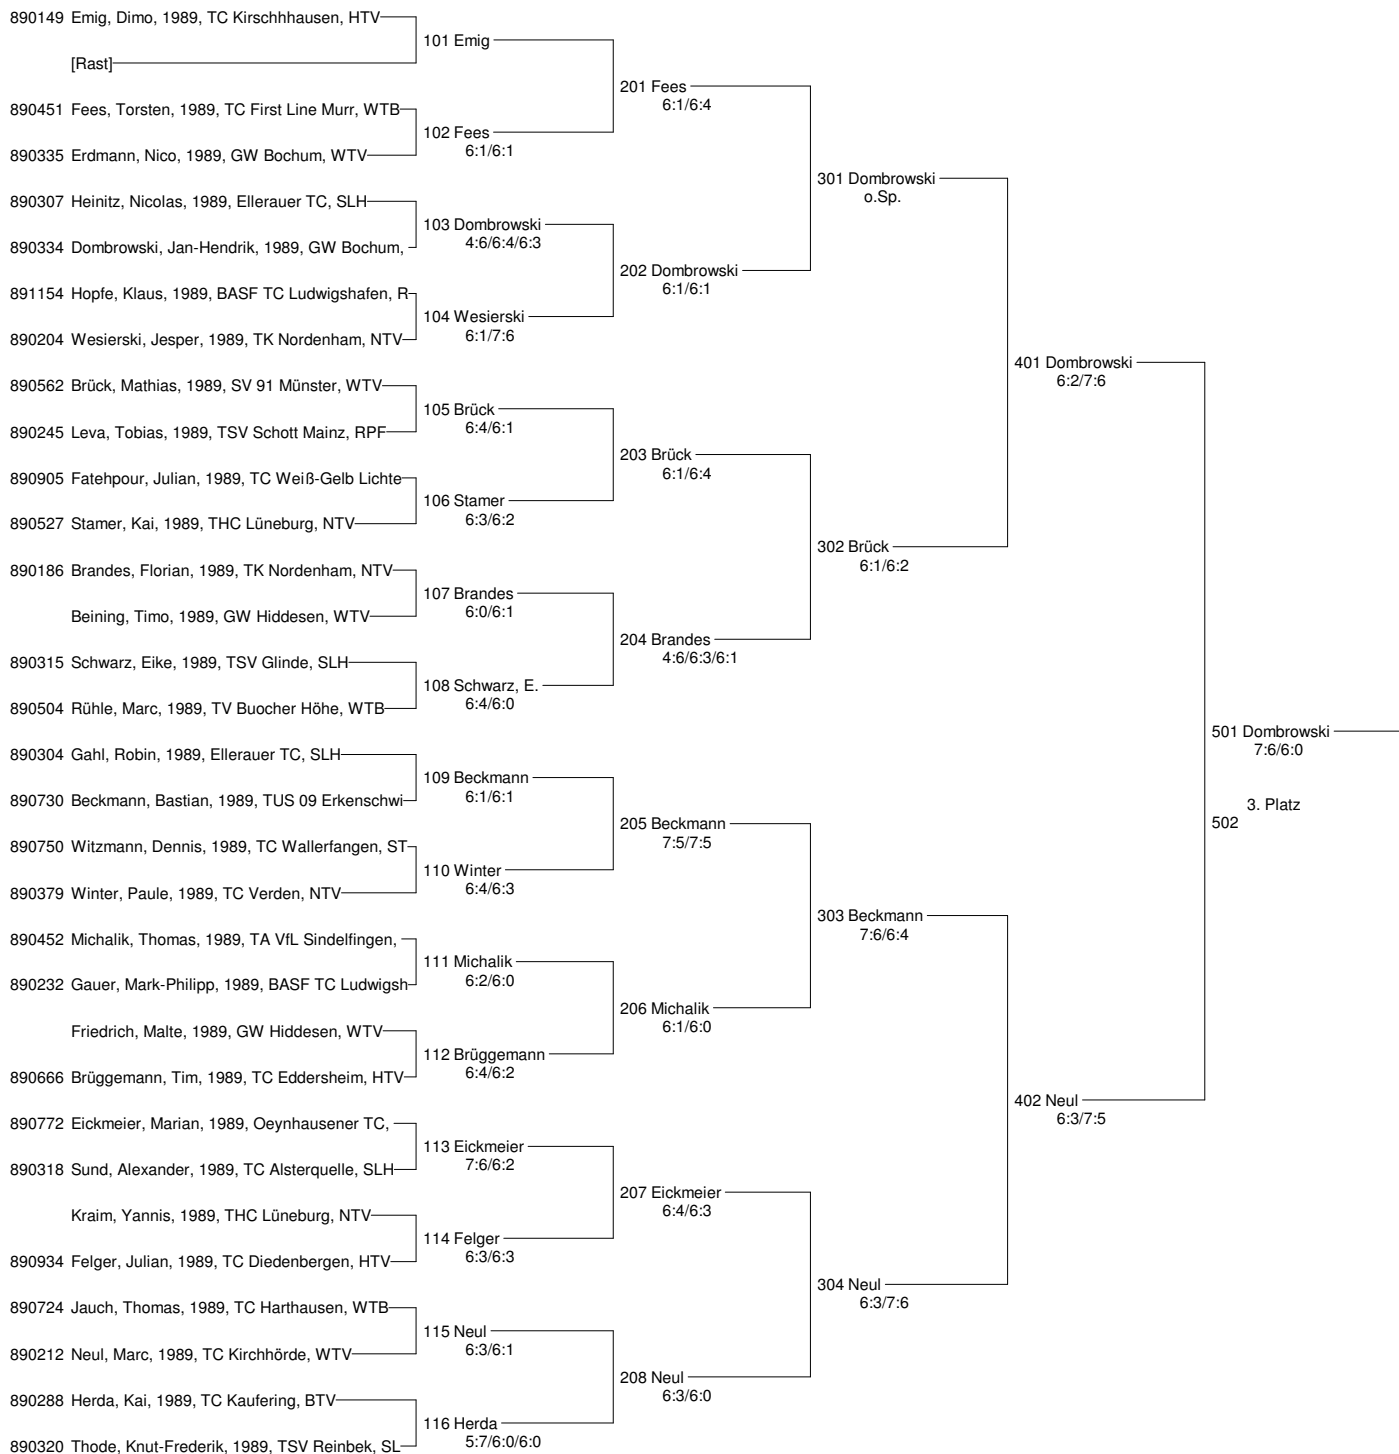 890149 Emig, Dimo, 1989, TC Kirschhhausen, HTV
[Rast]
890451 Fees, Torsten, 1989, TC First Line Murr, WTB
890335 Erdmann, Nico, 1989, GW Bochum, WTV
890307 Heinitz, Nicolas, 1989, Ellerauer TC, SLH
890334 Dombrowski, Jan-Hendrik, 1989, GW Bochum,
891154 Hopfe, Klaus, 1989, BASF TC Ludwigshafen, R
890204 Wesierski, Jesper, 1989, TK Nordenham, NTV
890562 Brück, Mathias, 1989, SV 91 Münster, WTV
890245 Leva, Tobias, 1989, TSV Schott Mainz, RPF
890905 Fatehpour, Julian, 1989, TC Weiß-Gelb Lichte
890527 Stamer, Kai, 1989, THC Lüneburg, NTV
890186 Brandes, Florian, 1989, TK Nordenham, NTV
Beining, Timo, 1989, GW Hiddesen, WTV
890315 Schwarz, Eike, 1989, TSV Glinde, SLH
890504 Rühle, Marc, 1989, TV Buocher Höhe, WTB
890304 Gahl, Robin, 1989, Ellerauer TC, SLH
890730 Beckmann, Bastian, 1989, TUS 09 Erkenschwi
890750 Witzmann, Dennis, 1989, TC Wallerfangen, ST
890379 Winter, Paule, 1989, TC Verden, NTV
890452 Michalik, Thomas, 1989, TA VfL Sindelfingen,
890232 Gauer, Mark-Philipp, 1989, BASF TC Ludwigsh
Friedrich, Malte, 1989, GW Hiddesen, WTV
890666 Brüggemann, Tim, 1989, TC Eddersheim, HTV
890772 Eickmeier, Marian, 1989, Oeynhausener TC,
890318 Sund, Alexander, 1989, TC Alsterquelle, SLH
Kraim, Yannis, 1989, THC Lüneburg, NTV
890934 Felger, Julian, 1989, TC Diedenbergen, HTV
890724 Jauch, Thomas, 1989, TC Harthausen, WTB
890212 Neul, Marc, 1989, TC Kirchhörde, WTV
890288 Herda, Kai, 1989, TC Kaufering, BTV
890320 Thode, Knut-Frederik, 1989, TSV Reinbek, SL
101 Emig
102 Fees
6:1/6:1
103 Dombrowski
4:6/6:4/6:3
104 Wesierski
6:1/7:6
105 Brück
6:4/6:1
106 Stamer
6:3/6:2
107 Brandes
6:0/6:1
108 Schwarz, E.
6:4/6:0
109 Beckmann
6:1/6:1
110 Winter
6:4/6:3
111 Michalik
6:2/6:0
112 Brüggemann
6:4/6:2
113 Eickmeier
7:6/6:2
114 Felger
6:3/6:3
115 Neul
6:3/6:1
116 Herda
5:7/6:0/6:0
201 Fees
6:1/6:4
202 Dombrowski
6:1/6:1
203 Brück
6:1/6:4
204 Brandes
4:6/6:3/6:1
205 Beckmann
7:5/7:5
206 Michalik
6:1/6:0
207 Eickmeier
6:4/6:3
208 Neul
6:3/6:0
301 Dombrowski
o.Sp.
302 Brück
6:1/6:2
303 Beckmann
7:6/6:4
304 Neul
6:3/7:6
401 Dombrowski
6:2/7:6
402 Neul
6:3/7:5
501 Dombrowski
7:6/6:0
3. Platz
502